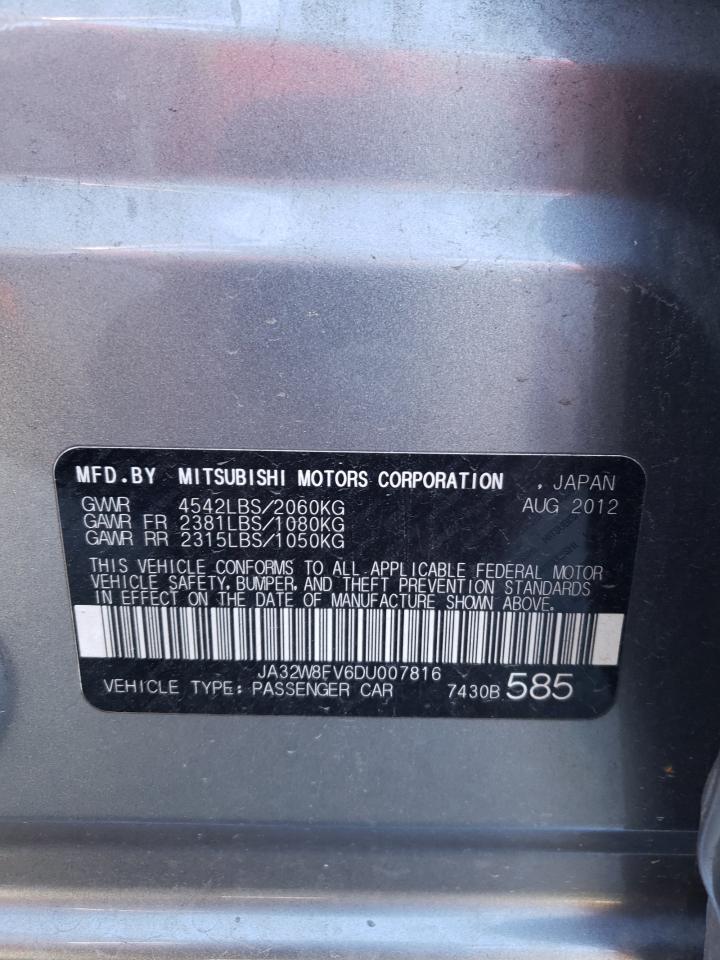 MFD.BY MITSUBISHI MOTORS CORPORATION , JAPAN
GVWR 4542LBS/2060KG AUG 2012
GAWR FR 2381LBS/1080KG
GAWR RR 2315LBS/1050KG
THIS VEHICLE CONFORMS TO ALL APPLICABLE FEDERAL MOTOR
VEHICLE SAFETY, BUMPER, AND THEFT PREVENTION STANDARDS
IN EFFECT ON THE DATE OF MANUFACTURE SHOWN ABOVE.
JA32W8FV6DU007816
VEHICLE TYPE: PASSENGER CAR 7430B 585